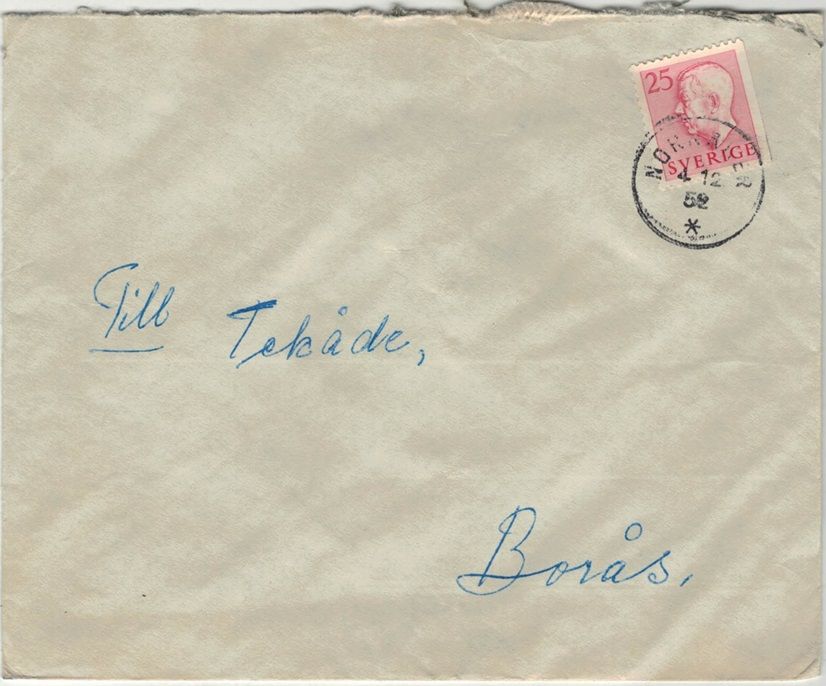 25
SVERIGE
4 12
52
*
Till Tekåde,
Borås.